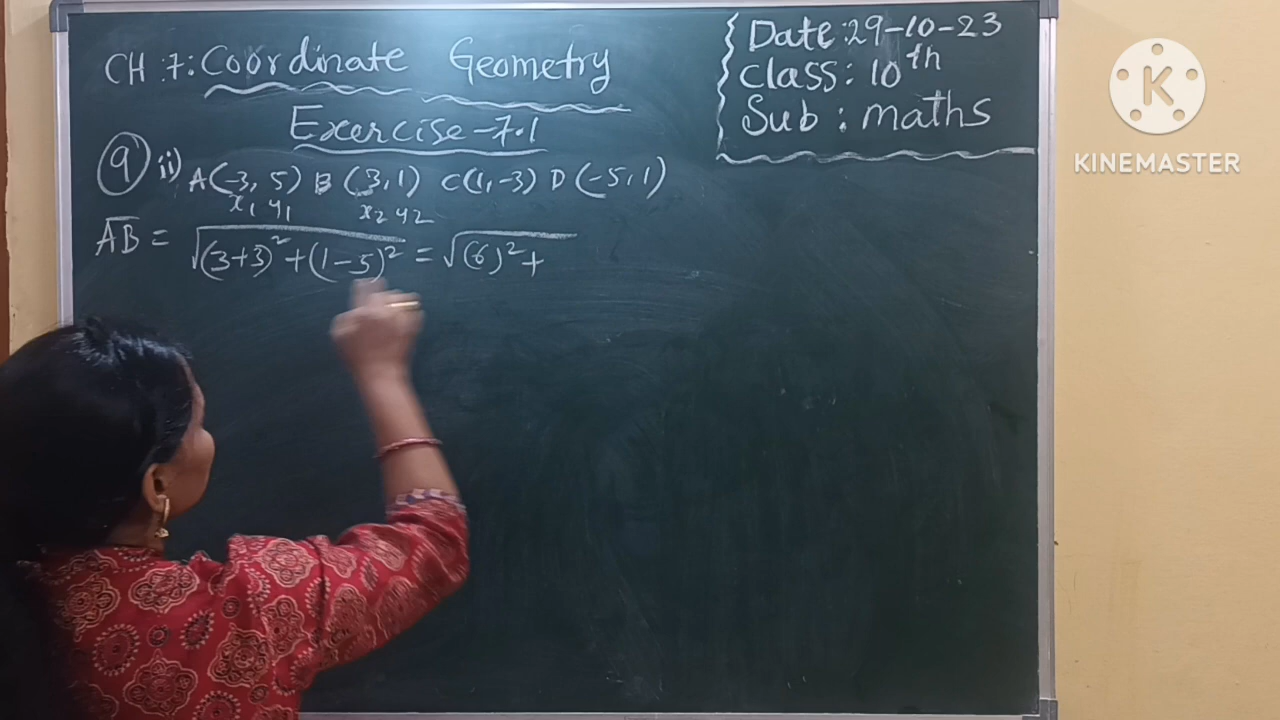 CH :7: Coordinate Geometry
Exercise-7.1
Date:29-10-23
Class: 10th
Sub : maths
9 ii) A(-3, 5) B (3,1) C(1,-3) D(-5,1)
x1 y1 x2 y2
AB = √(3+3)²+(1-5)² = √(6)²+
K
KINEMASTER